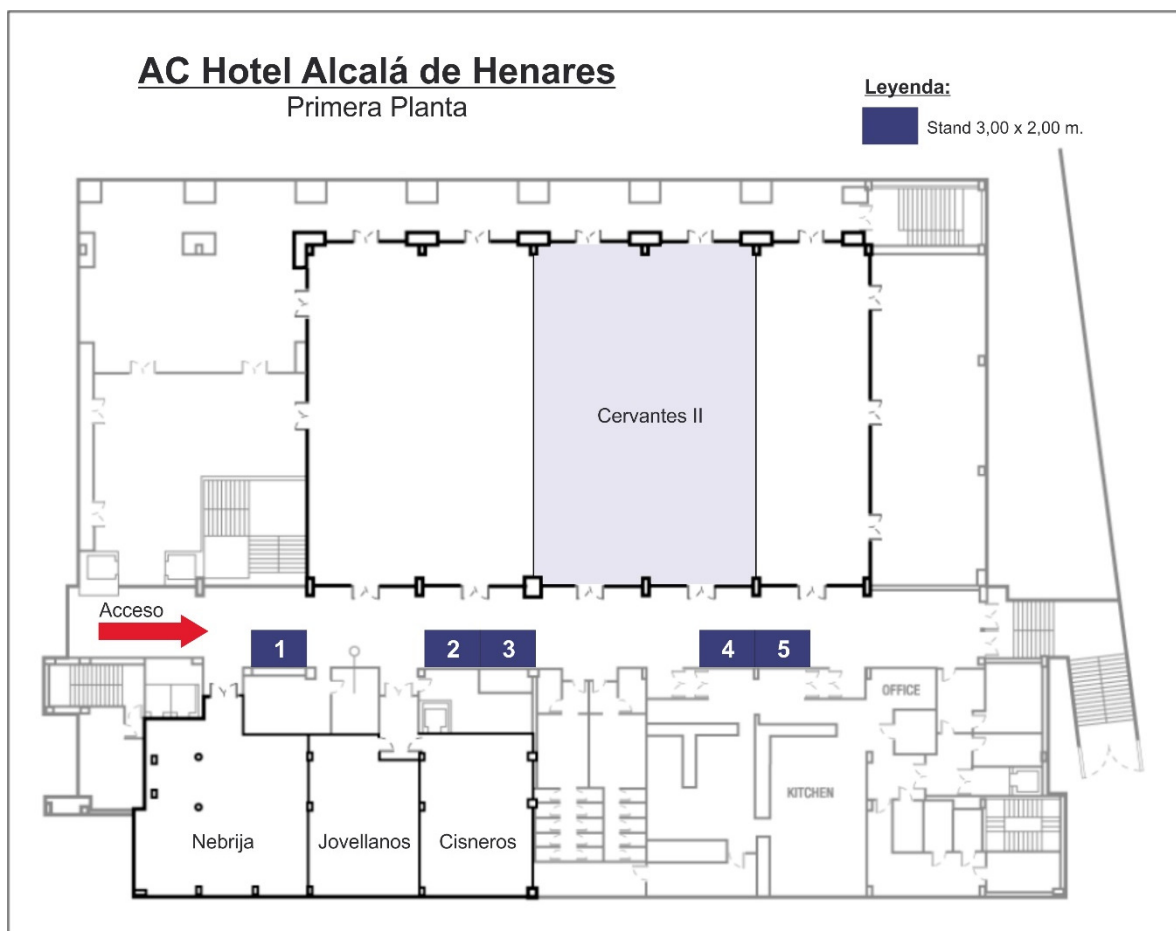 AC Hotel Alcalá de Henares
Primera Planta
Leyenda:
Stand 3,00 x 2,00 m.
Cervantes II
Acceso
1
2
3
4
5
OFFICE
KITCHEN
Nebrija
Jovellanos
Cisneros